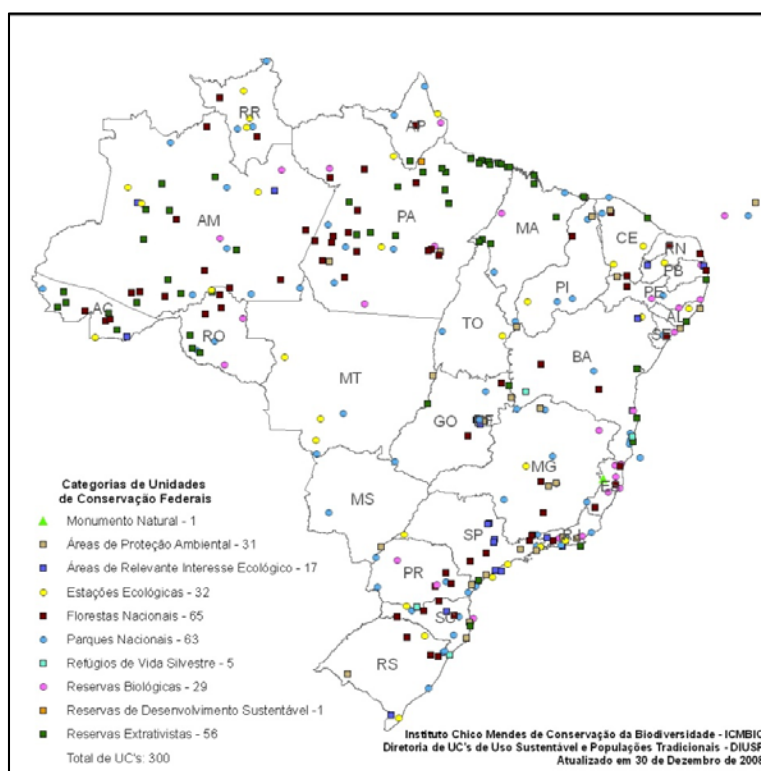 RR
AP
AM
PA
MA
CE
RN
PB
PE
PI
AL
SE
AC
RO
TO
BA
MT
GO
MG
MS
SP
RJ
PR
SC
RS
Categorias de Unidades
de Conservação Federais
Monumento Natural - 1
Áreas de Proteção Ambiental - 31
Áreas de Relevante Interesse Ecológico - 17
Estações Ecológicas - 32
Florestas Nacionais - 65
Parques Nacionais - 63
Refúgios de Vida Silvestre - 5
Reservas Biológicas - 29
Reservas de Desenvolvimento Sustentável -1
Reservas Extrativistas - 56
Total de UC's: 300
Instituto Chico Mendes de Conservação da Biodiversidade - ICMBIO
Diretoria de UC's de Uso Sustentável e Populações Tradicionais - DIUSP
Atualizado em 30 de Dezembro de 2008